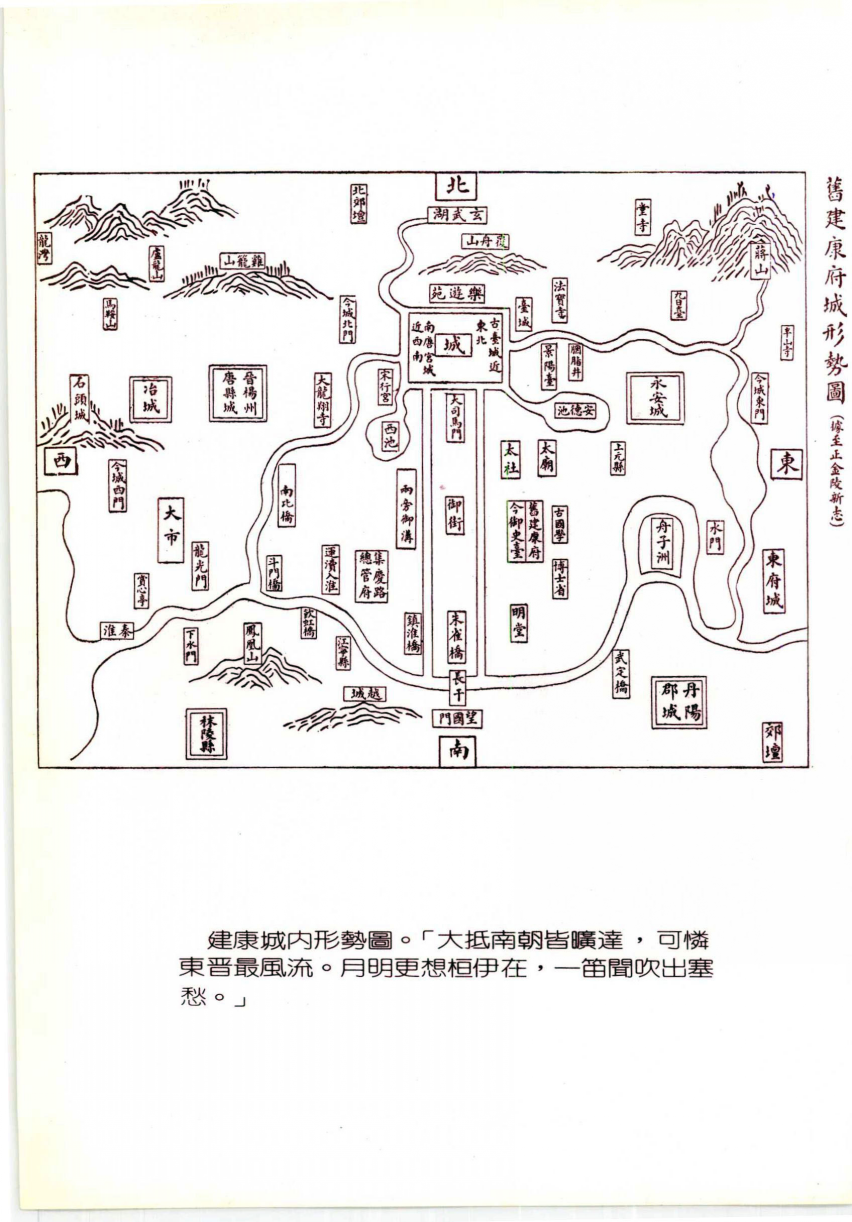 舊建康府城形勢圖（據至正金陵新志）
北
玄武湖
北郊壇
覆舟山
蔣山
龍灣
盧龍山
雞籠山
馬鞍山
今城北門
樂遊苑
臺城
法寶寺
九日臺
半山寺
城
古臺城近東北
南唐宮城近西南
景陽臺
胭脂井
石頭城
冶城
晉楊州
唐縣城
大龍翔寺
宋行宮
大司馬門
安德池
永安城
今城東門
西
西池
東
今城西門
太社
太廟
上元縣
大市
南北橋
兩旁御溝
御街
舊建康府
今御史臺
古國學
舟子洲
水門
龍光門
斗門橋
運瀆入淮
集慶路
總管府
博士省
東府城
賞心亭
秦淮
下水門
鳳凰山
飲虹橋
江寧縣
鎮淮橋
朱雀橋
明堂
武定橋
越城
長干
望國門
丹陽
郡城
秣陵縣
南
郊壇
建康城內形勢圖。「大抵南朝皆曠達，可憐
東晉最風流。月明更想桓伊在，一笛聞吹出塞
愁。」